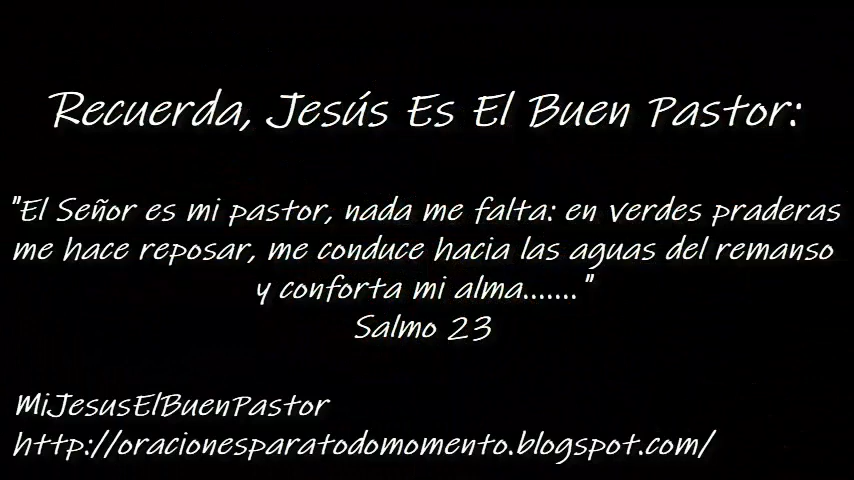 Recuerda, Jesús Es El Buen Pastor:
"El Señor es mi pastor, nada me falta: en verdes praderas
me hace reposar, me conduce hacia las aguas del remanso
y conforta mi alma......."
Salmo 23
MiJesusElBuenPastor
http://oracionesparatodomomento.blogspot.com/